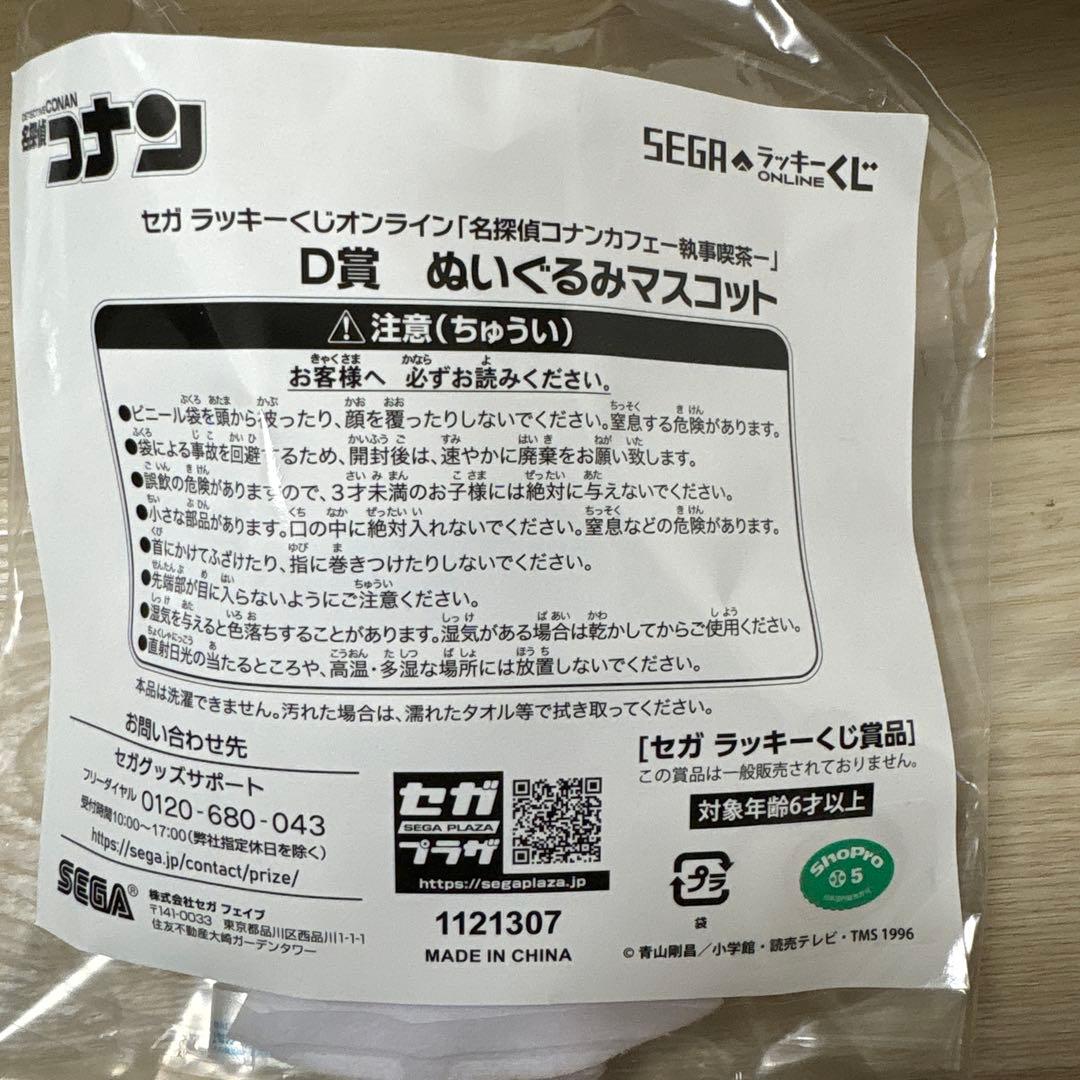 DETECTIVE CONAN
名探偵コナン
SEGA ラッキーくじ ONLINE
セガ ラッキーくじオンライン「名探偵コナンカフェー執事喫茶ー」
D賞 ぬいぐるみマスコット
注意(ちゅうい)
お客様へ 必ずお読みください。
●ビニール袋を頭から被ったり、顔を覆ったりしないでください。窒息する危険があります。
●袋による事故を回避するため、開封後は、速やかに廃棄をお願い致します。
●誤飲の危険がありますので、3才未満のお子様には絶対に与えないでください。
●小さな部品があります。口の中に絶対入れないでください。窒息などの危険があります。
●首にかけてふざけたり、指に巻きつけたりしないでください。
●先端部が目に入らないようにご注意ください。
●湿気を与えると色落ちすることがあります。湿気がある場合は乾かしてからご使用ください。
●直射日光の当たるところや、高温・多湿な場所には放置しないでください。
本品は洗濯できません。汚れた場合は、濡れたタオル等で拭き取ってください。
お問い合わせ先
セガグッズサポート
フリーダイヤル 0120-680-043
受付時間10:00～17:00(弊社指定休日を除く)
https://sega.jp/contact/prize/
SEGA®
株式会社セガ フェイブ
〒141-0033 東京都品川区西品川1-1-1
住友不動産大崎ガーデンタワー
セガ
SEGA PLAZA
プラザ
https://segaplaza.jp
1121307
MADE IN CHINA
[セガ ラッキーくじ賞品]
この賞品は一般販売されておりません。
対象年齢6才以上
プラ
袋
ShoPro
5
©青山剛昌／小学館・読売テレビ・TMS 1996